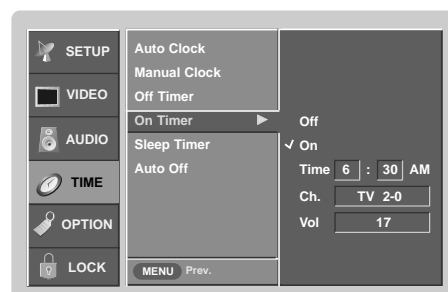 SETUP
VIDEO
AUDIO
TIME
OPTION
LOCK
Auto Clock
Manual Clock
Off Timer
On Timer ▶
Sleep Timer
Auto Off
MENU Prev.
Off
✓ On
Time 6 : 30 AM
Ch. TV 2-0
Vol 17